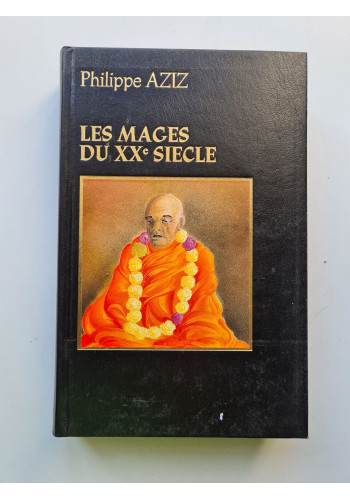 Philippe AZIZ
LES MAGES
DU XXe SIECLE